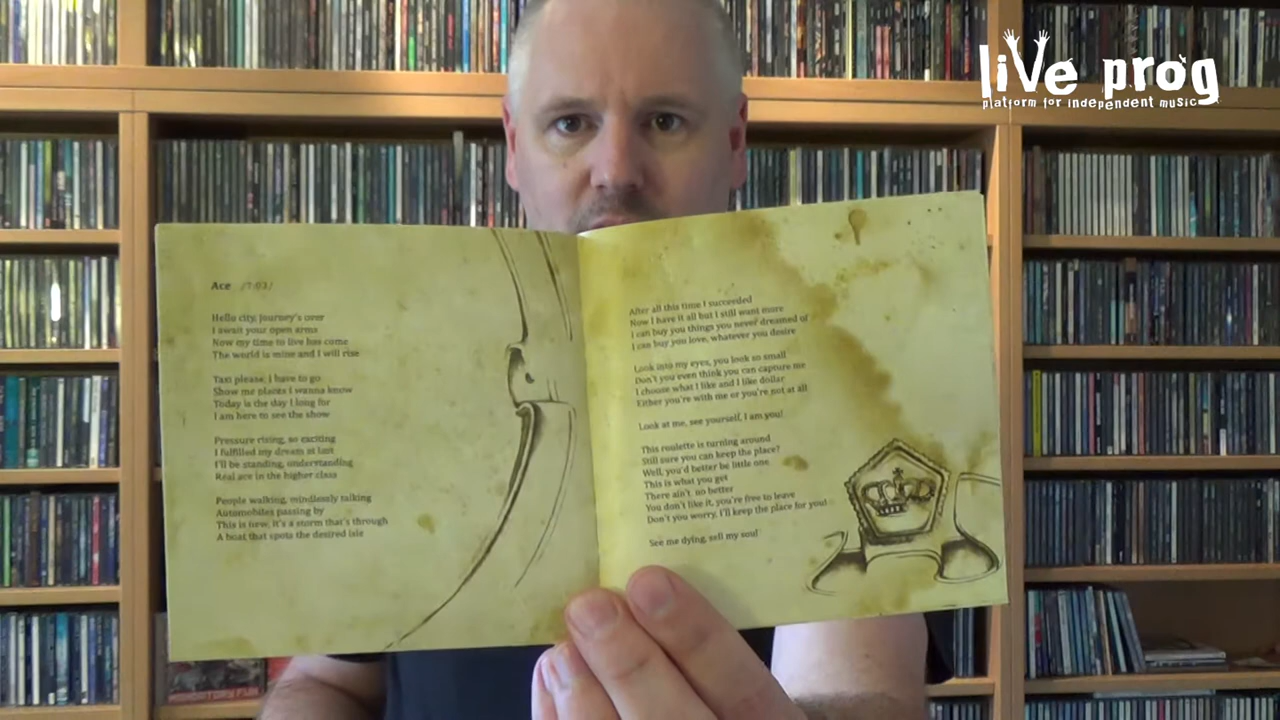 liVe prog
platform for independent music
Ace /7:03/
Hello city, journey's over
I await your open arms
Now my time to live has come
The world is mine and I will rise
Taxi please, I have to go
Show me places I wanna know
Today is the day I long for
I am here to see the show
Pressure rising, so exciting
I fulfilled my dream at last
I'll be standing, understanding
Real ace in the higher class
People walking, mindlessly talking
Automobiles passing by
This is new, it's a storm that's through
A boat that spots the desired isle
After all this time I succeeded
Now I have it all but I still want more
I can buy you things you never dreamed of
I can buy you love, whatever you desire
Look into my eyes, you look so small
Don't you even think you can capture me
I choose what I like and I like dollar
Either you're with me or you're not at all
Look at me, see yourself, I am you!
This roulette is turning around
Still sure you can keep the place?
Well, you'd better be little one
This is what you get
There ain't no better
You don't like it, you're free to leave
Don't you worry, I'll keep the place for you!
See me dying, sell my soul